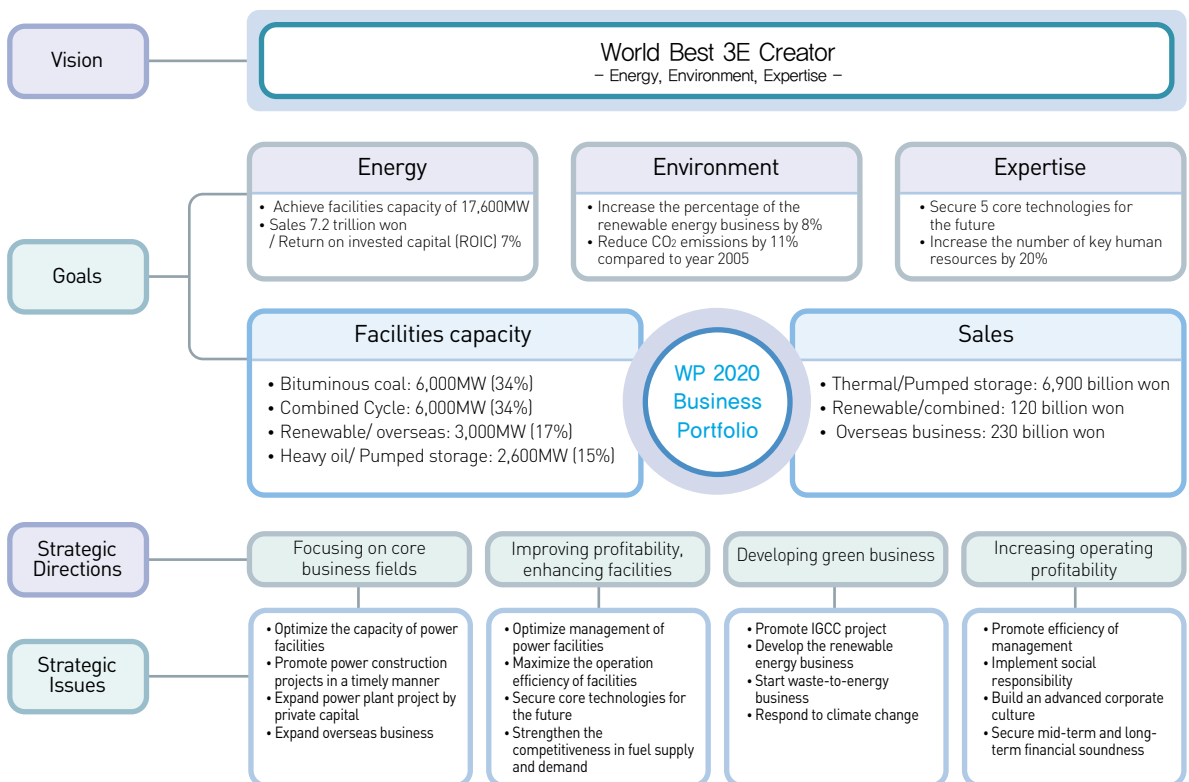 Vision
World Best 3E Creator
– Energy, Environment, Expertise –
Goals
Energy
• Achieve facilities capacity of 17,600MW
• Sales 7.2 trillion won
/ Return on invested capital (ROIC) 7%
Environment
• Increase the percentage of the
renewable energy business by 8%
• Reduce CO₂ emissions by 11%
compared to year 2005
Expertise
• Secure 5 core technologies for
the future
• Increase the number of key human
resources by 20%
Facilities capacity
• Bituminous coal: 6,000MW (34%)
• Combined Cycle: 6,000MW (34%)
• Renewable/ overseas: 3,000MW (17%)
• Heavy oil/ Pumped storage: 2,600MW (15%)
WP 2020
Business
Portfolio
Sales
• Thermal/Pumped storage: 6,900 billion won
• Renewable/combined: 120 billion won
• Overseas business: 230 billion won
Strategic
Directions
Focusing on core
business fields
Improving profitability,
enhancing facilities
Developing green business
Increasing operating
profitability
Strategic
Issues
• Optimize the capacity of power
facilities
• Promote power construction
projects in a timely manner
• Expand power plant project by
private capital
• Expand overseas business
• Optimize management of
power facilities
• Maximize the operation
efficiency of facilities
• Secure core technologies for
the future
• Strengthen the
competitiveness in fuel supply
and demand
• Promote IGCC project
• Develop the renewable
energy business
• Start waste-to-energy
business
• Respond to climate change
• Promote efficiency of
management
• Implement social
responsibility
• Build an advanced corporate
culture
• Secure mid-term and long-
term financial soundness